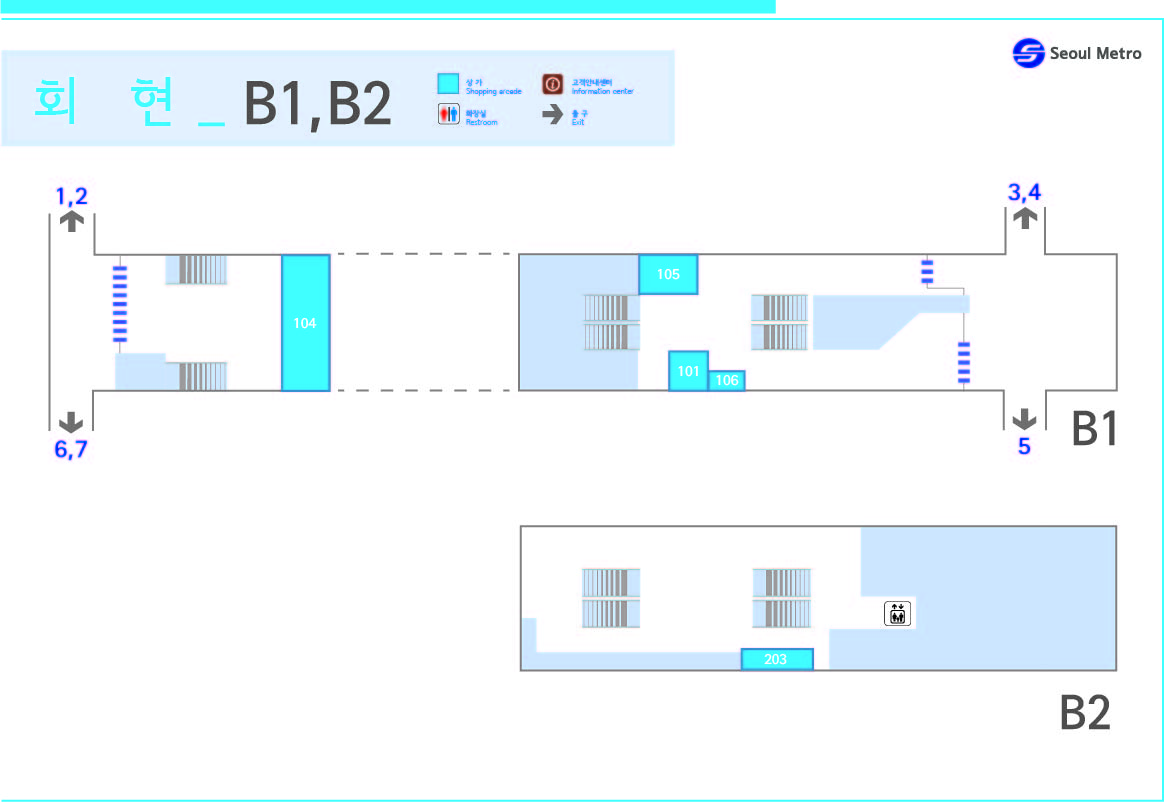 Seoul Metro
회 현 _ B1,B2
상 가
Shopping arcade
고객안내센터
Information center
화장실
Restroom
출 구
Exit
1,2
3,4
105
104
101
106
6,7
5
B1
203
B2